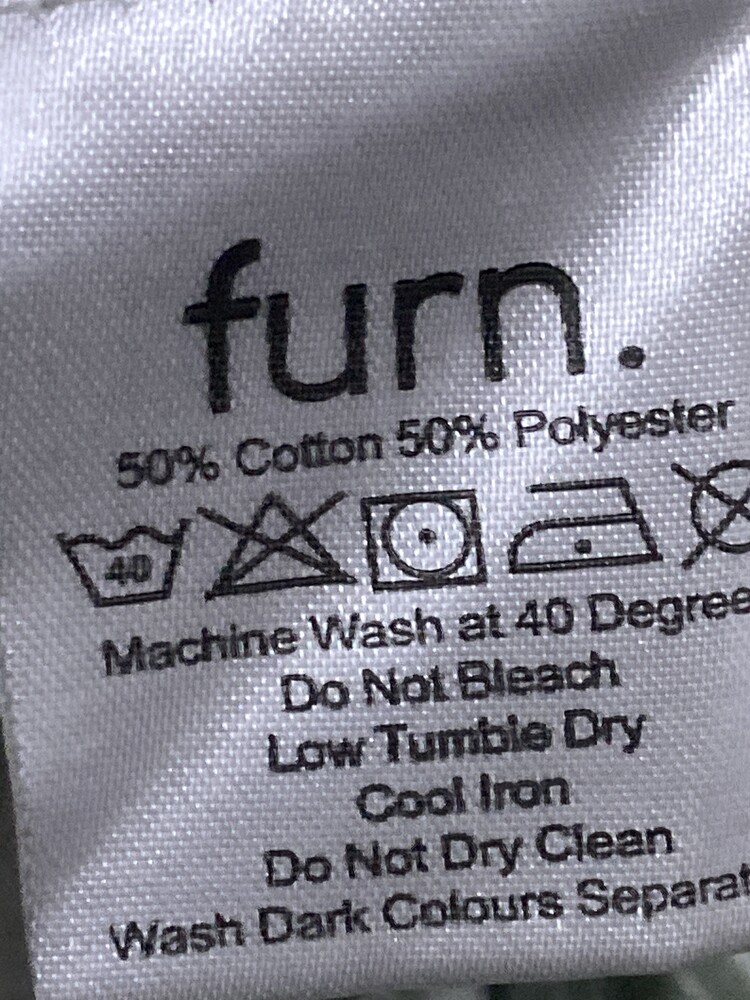 furn.
50% Cotton 50% Polyester
40
Machine Wash at 40 Degree
Do Not Bleach
Low Tumble Dry
Cool Iron
Do Not Dry Clean
Wash Dark Colours Separat